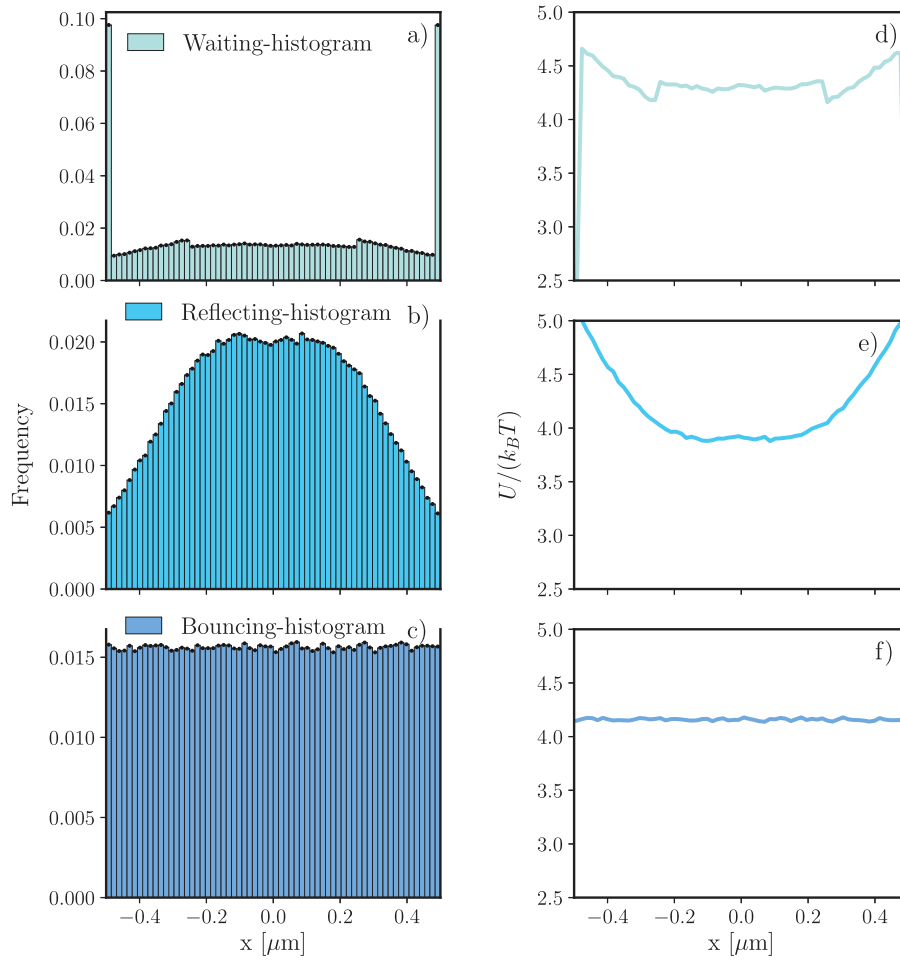 0.10
0.08
0.06
0.04
0.02
0.00
Waiting-histogram
a)
5.0
4.5
4.0
3.5
3.0
2.5
d)
Reflecting-histogram
b)
0.020
0.015
0.010
0.005
0.000
Frequency
5.0
4.5
4.0
3.5
3.0
2.5
U/(k_BT)
e)
Bouncing-histogram
c)
0.015
0.010
0.005
0.000
−0.4 −0.2 0.0 0.2 0.4
x [μm]
5.0
4.5
4.0
3.5
3.0
2.5
f)
−0.4 −0.2 0.0 0.2 0.4
x [μm]